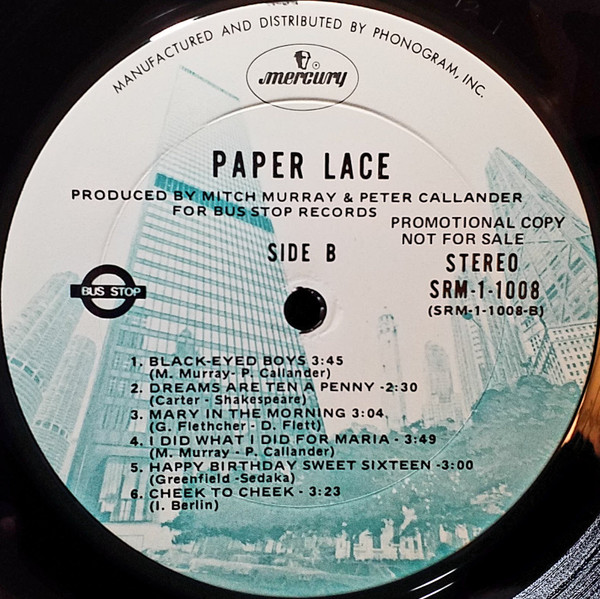 MANUFACTURED AND DISTRIBUTED BY PHONOGRAM, INC.
mercury
PAPER LACE
PRODUCED BY MITCH MURRAY & PETER CALLANDER
FOR BUS STOP RECORDS
PROMOTIONAL COPY
NOT FOR SALE
SIDE B
STEREO
SRM-1-1008
(SRM-1-1008-B)
BUS STOP
1. BLACK-EYED BOYS 3:45
(M. Murray- P. Callander)
2. DREAMS ARE TEN A PENNY -2:30
(Carter - Shakespeare)
3. MARY IN THE MORNING 3:04
(G. Flethcher - D. Flett)
4. I DID WHAT I DID FOR MARIA - 3:49
(M. Murray - P. Callander)
5. HAPPY BIRTHDAY SWEET SIXTEEN -3:00
(Greenfield -Sedaka)
6. CHEEK TO CHEEK - 3:23
(I. Berlin)